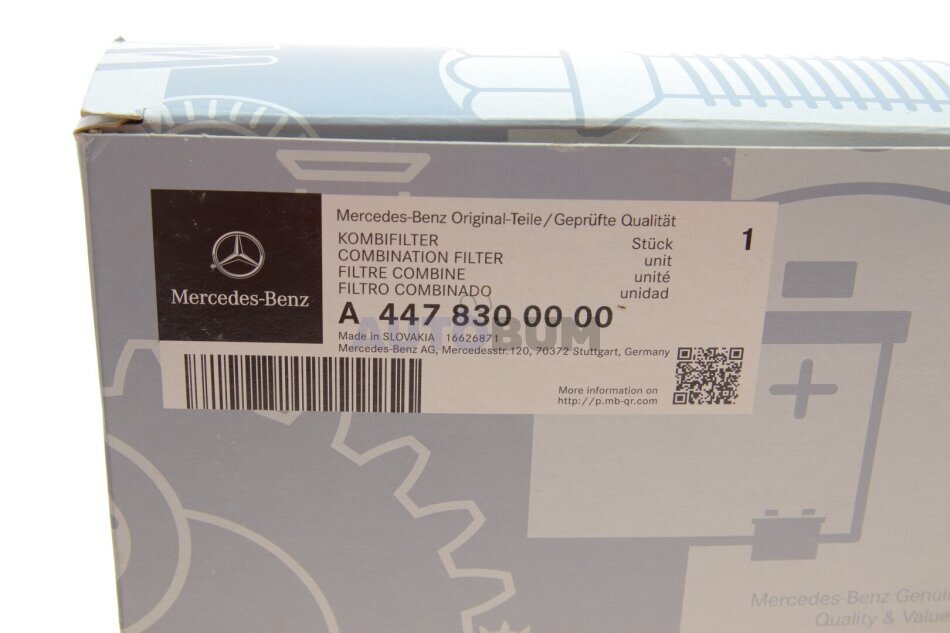 Mercedes-Benz Original-Teile/Geprüfte Qualität
1
KOMBIFILTER Stück
COMBINATION FILTER unit
FILTRE COMBINE unité
FILTRO COMBINADO unidad
Mercedes-Benz
A 447 830 00 00
AUTOBUM
Made in SLOVAKIA 16626871
Mercedes-Benz AG, Mercedesstr.120, 70372 Stuttgart, Germany
More information on
http://p.mb-qr.com
Mercedes-Benz Genui
Quality & Value